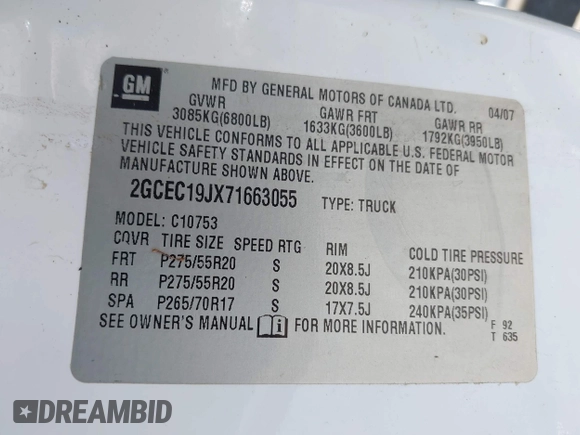 GM
MFD BY GENERAL MOTORS OF CANADA LTD. 04/07
GVWR GAWR FRT GAWR RR
3085KG(6800LB) 1633KG(3600LB) 1792KG(3950LB)
THIS VEHICLE CONFORMS TO ALL APPLICABLE U.S. FEDERAL MOTOR
VEHICLE SAFETY STANDARDS IN EFFECT ON THE DATE OF
MANUFACTURE SHOWN ABOVE.
2GCEC19JX71663055 TYPE: TRUCK
MODEL: C10753
COVR TIRE SIZE SPEED RTG RIM COLD TIRE PRESSURE
FRT P275/55R20 S 20X8.5J 210KPA(30PSI)
RR P275/55R20 S 20X8.5J 210KPA(30PSI)
SPA P265/70R17 S 17X7.5J 240KPA(35PSI)
SEE OWNER'S MANUAL i FOR MORE INFORMATION. F 92
T 635
DREAMBID